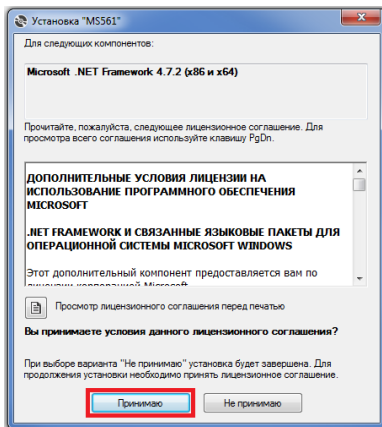 Установка "MS561"
Для следующих компонентов:
Microsoft .NET Framework 4.7.2 (x86 и x64)
Прочитайте, пожалуйста, следующее лицензионное соглашение. Для
просмотра всего соглашения используйте клавишу PgDn.
ДОПОЛНИТЕЛЬНЫЕ УСЛОВИЯ ЛИЦЕНЗИИ НА
ИСПОЛЬЗОВАНИЕ ПРОГРАММНОГО ОБЕСПЕЧЕНИЯ
MICROSOFT
.NET FRAMEWORK И СВЯЗАННЫЕ ЯЗЫКОВЫЕ ПАКЕТЫ ДЛЯ
ОПЕРАЦИОННОЙ СИСТЕМЫ MICROSOFT WINDOWS
Этот дополнительный компонент предоставляется вам по
лицензии корпорацией Microsoft
Просмотр лицензионного соглашения перед печатью
Вы принимаете условия данного лицензионного соглашения?
При выборе варианта "Не принимаю" установка будет завершена. Для
продолжения установки необходимо принять лицензионное соглашение.
Принимаю
Не принимаю